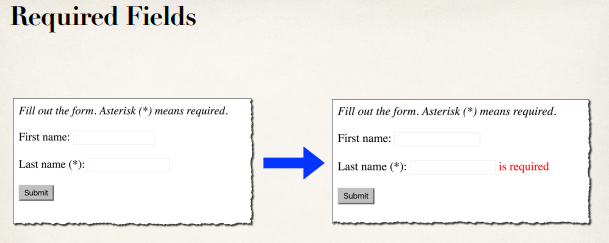 Required Fields
Fill out the form. Asterisk (*) means required.
First name:
Last name (*):
Submit
Fill out the form. Asterisk (*) means required.
First name:
Last name (*): is required
Submit